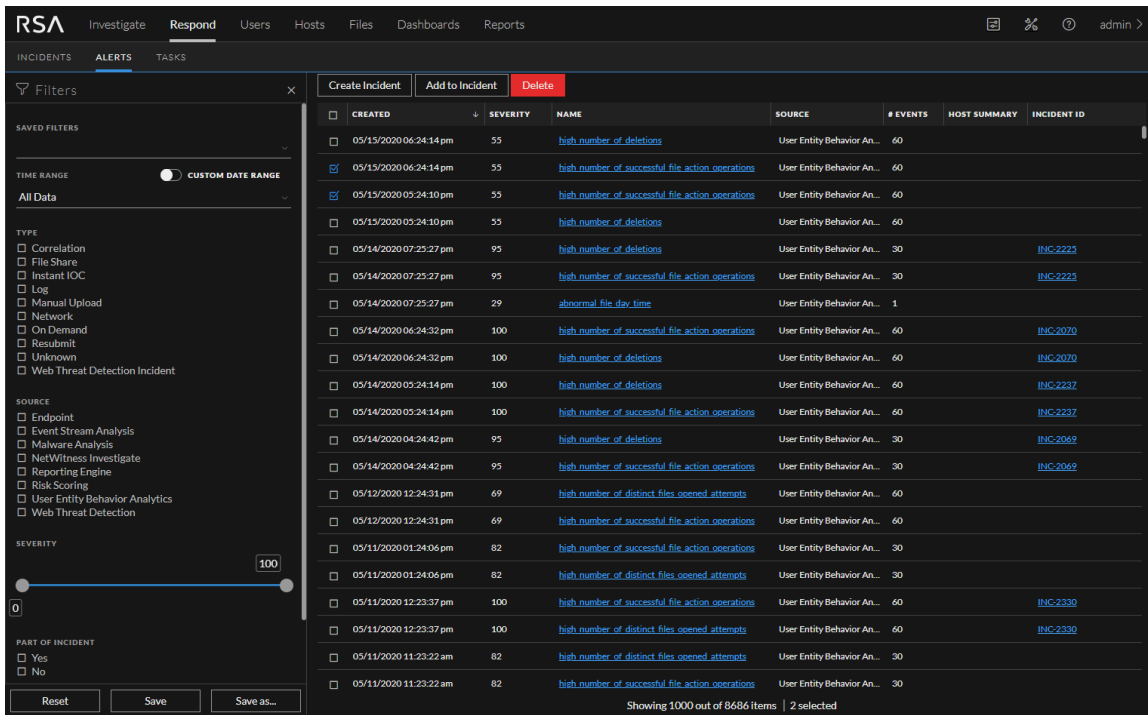 RSA Investigate Respond Users Hosts Files Dashboards Reports admin >
INCIDENTS ALERTS TASKS
Filters ×
SAVED FILTERS
TIME RANGE CUSTOM DATE RANGE
All Data
TYPE
Correlation
File Share
Instant IOC
Log
Manual Upload
Network
On Demand
Resubmit
Unknown
Web Threat Detection Incident
SOURCE
Endpoint
Event Stream Analysis
Malware Analysis
NetWitness Investigate
Reporting Engine
Risk Scoring
User Entity Behavior Analytics
Web Threat Detection
SEVERITY
100
0
PART OF INCIDENT
Yes
No
Reset Save Save as...
Create Incident Add to Incident Delete
CREATED ↓ SEVERITY NAME SOURCE # EVENTS HOST SUMMARY INCIDENT ID
05/15/2020 06:24:14 pm 55 high number of deletions User Entity Behavior An... 60
05/15/2020 06:24:14 pm 55 high number of successful file action operations User Entity Behavior An... 60
05/15/2020 05:24:10 pm 55 high number of successful file action operations User Entity Behavior An... 60
05/15/2020 05:24:10 pm 55 high number of deletions User Entity Behavior An... 60
05/14/2020 07:25:27 pm 95 high number of deletions User Entity Behavior An... 30 INC-2225
05/14/2020 07:25:27 pm 95 high number of successful file action operations User Entity Behavior An... 30 INC-2225
05/14/2020 07:25:27 pm 29 abnormal file day time User Entity Behavior An... 1
05/14/2020 06:24:32 pm 100 high number of successful file action operations User Entity Behavior An... 60 INC-2070
05/14/2020 06:24:32 pm 100 high number of deletions User Entity Behavior An... 60 INC-2070
05/14/2020 05:24:14 pm 100 high number of deletions User Entity Behavior An... 60 INC-2237
05/14/2020 05:24:14 pm 100 high number of successful file action operations User Entity Behavior An... 60 INC-2237
05/14/2020 04:24:42 pm 95 high number of deletions User Entity Behavior An... 30 INC-2069
05/14/2020 04:24:42 pm 95 high number of successful file action operations User Entity Behavior An... 30 INC-2069
05/12/2020 12:24:31 pm 69 high number of distinct files opened attempts User Entity Behavior An... 60
05/12/2020 12:24:31 pm 69 high number of successful file action operations User Entity Behavior An... 60
05/11/2020 01:24:06 pm 82 high number of successful file action operations User Entity Behavior An... 30
05/11/2020 01:24:06 pm 82 high number of distinct files opened attempts User Entity Behavior An... 30
05/11/2020 12:23:37 pm 100 high number of successful file action operations User Entity Behavior An... 60 INC-2330
05/11/2020 12:23:37 pm 100 high number of distinct files opened attempts User Entity Behavior An... 60 INC-2330
05/11/2020 11:23:22 am 82 high number of distinct files opened attempts User Entity Behavior An... 30
05/11/2020 11:23:22 am 82 high number of successful file action operations User Entity Behavior An... 30
Showing 1000 out of 8686 items | 2 selected